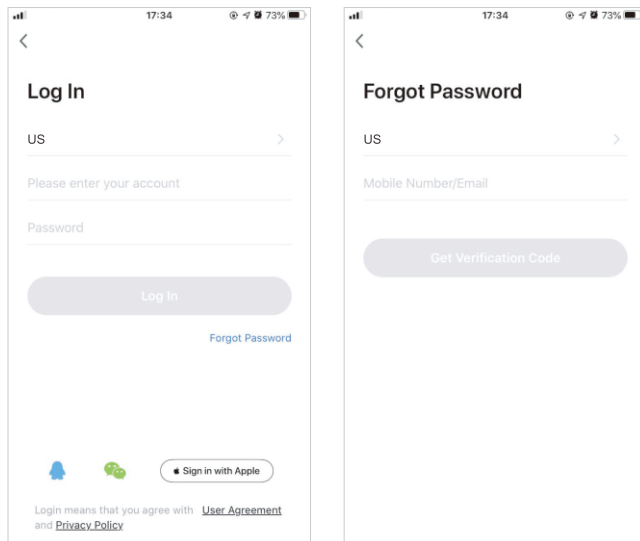 17:34
73%
Log In
US
Please enter your account
Password
Log In
Forgot Password
Sign in with Apple
Login means that you agree with User Agreement
and Privacy Policy
17:34
73%
Forgot Password
US
Mobile Number/Email
Get Verification Code